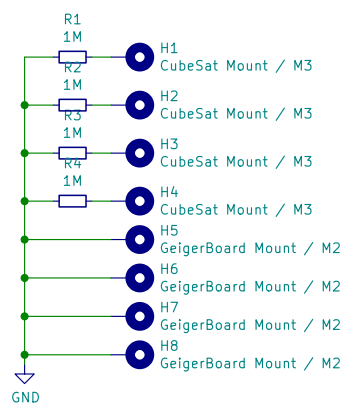 R1
1M
H1
CubeSat Mount / M3
R2
1M
H2
CubeSat Mount / M3
R3
1M
H3
CubeSat Mount / M3
R4
1M
H4
CubeSat Mount / M3
H5
GeigerBoard Mount / M2
H6
GeigerBoard Mount / M2
H7
GeigerBoard Mount / M2
H8
GeigerBoard Mount / M2
GND